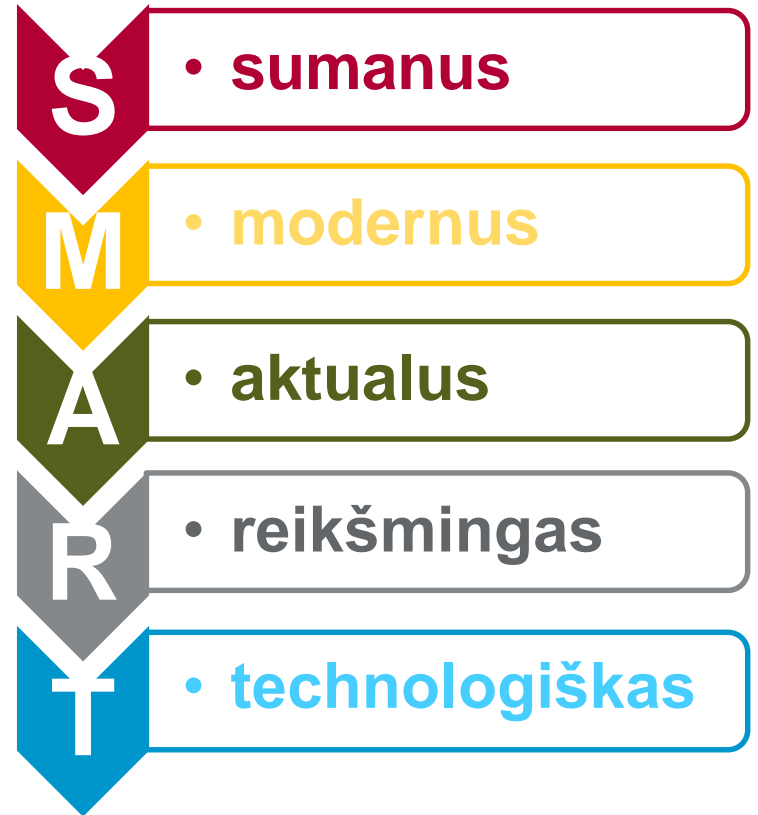 S • sumanus
M • modernus
A • aktualus
R • reikšmingas
T • technologiškas